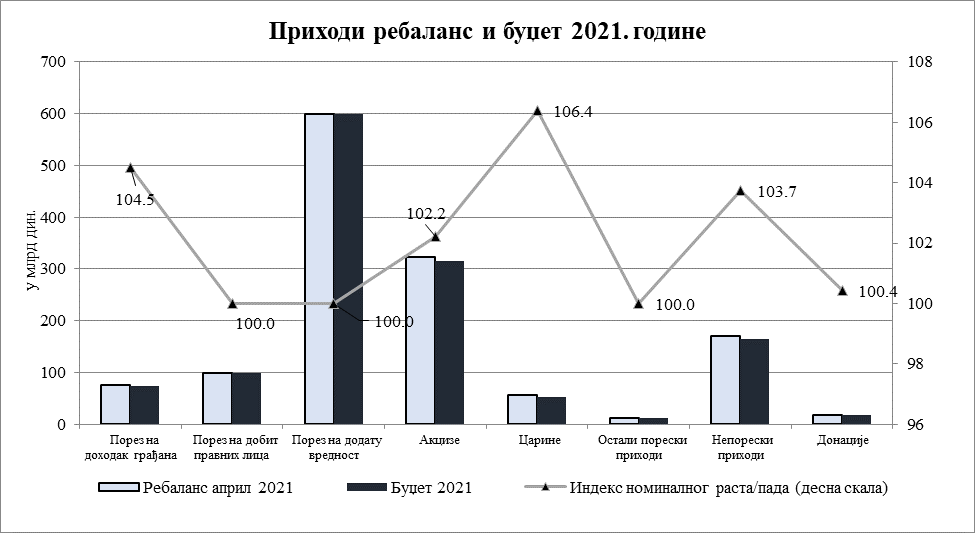 Приходи ребаланс и буџет 2021. године
700
600
500
400
300
200
100
0
у млрд дин.
108
106
104
102
100
98
96
104.5
100.0
100.0
102.2
106.4
100.0
103.7
100.4
Порез на
доходак грађана
Порез на добит
правних лица
Порез на додату
вредност
Акцизе
Царине
Остали порески
приходи
Непорески
приходи
Донације
Ребаланс април 2021
Буџет 2021
Индекс номиналног раста/пада (десна скала)